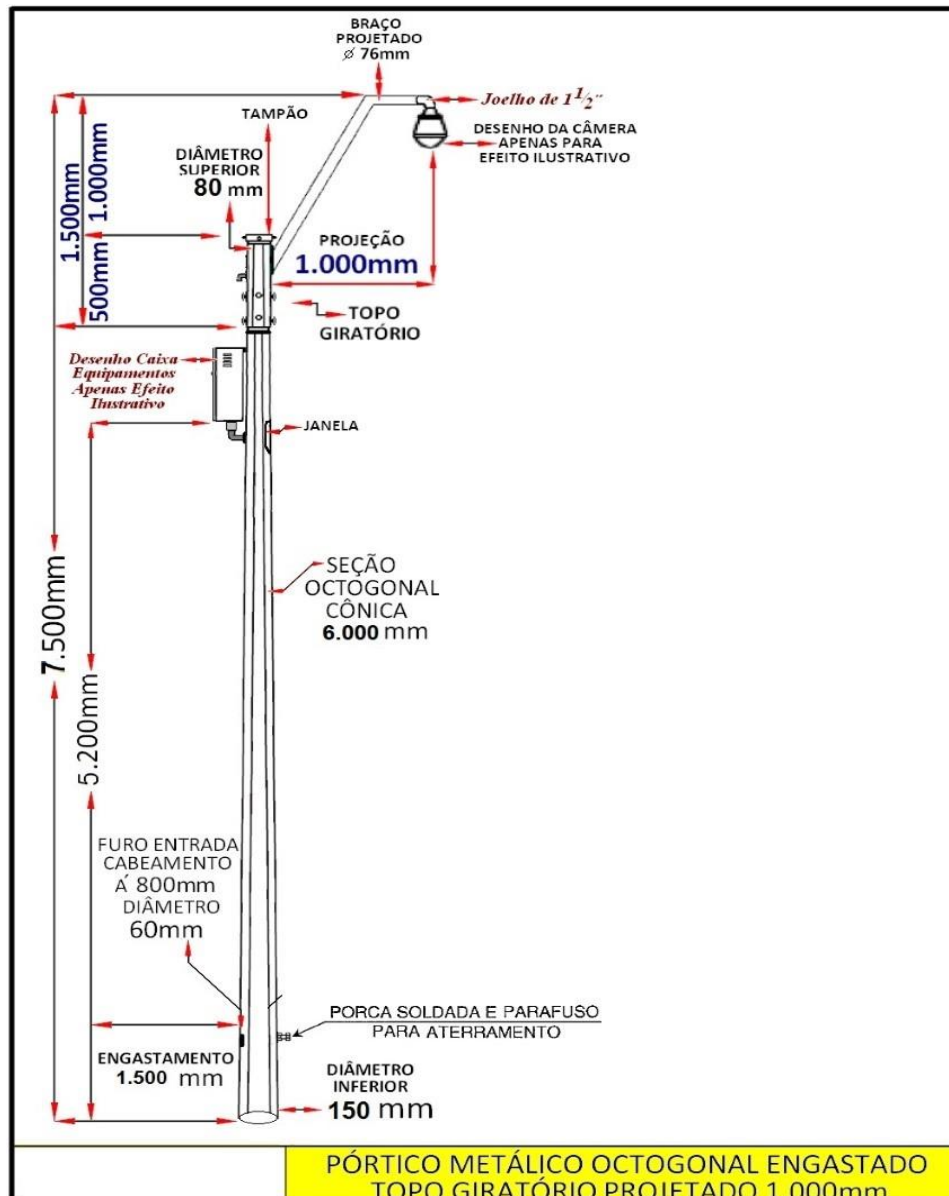 BRAÇO
PROJETADO
Ø 76mm
Joelho de 1 1/2"
TAMPÃO
DESENHO DA CÂMERA
APENAS PARA
EFEITO ILUSTRATIVO
DIÂMETRO
SUPERIOR
80 mm
1.500mm
1.000mm
500mm
PROJEÇÃO
1.000mm
TOPO
GIRATÓRIO
Desenho Caixa
Equipamentos
Apenas Efeito
Ilustrativo
JANELA
SEÇÃO
OCTOGONAL
CÔNICA
6.000 mm
7.500mm
5.200mm
FURO ENTRADA
CABEAMENTO
Á 800mm
DIÂMETRO
60mm
PORCA SOLDADA E PARAFUSO
PARA ATERRAMENTO
ENGASTAMENTO
1.500 mm
DIÂMETRO
INFERIOR
150 mm
PÓRTICO METÁLICO OCTOGONAL ENGASTADO
TOPO GIRATÓRIO PROJETADO 1.000mm